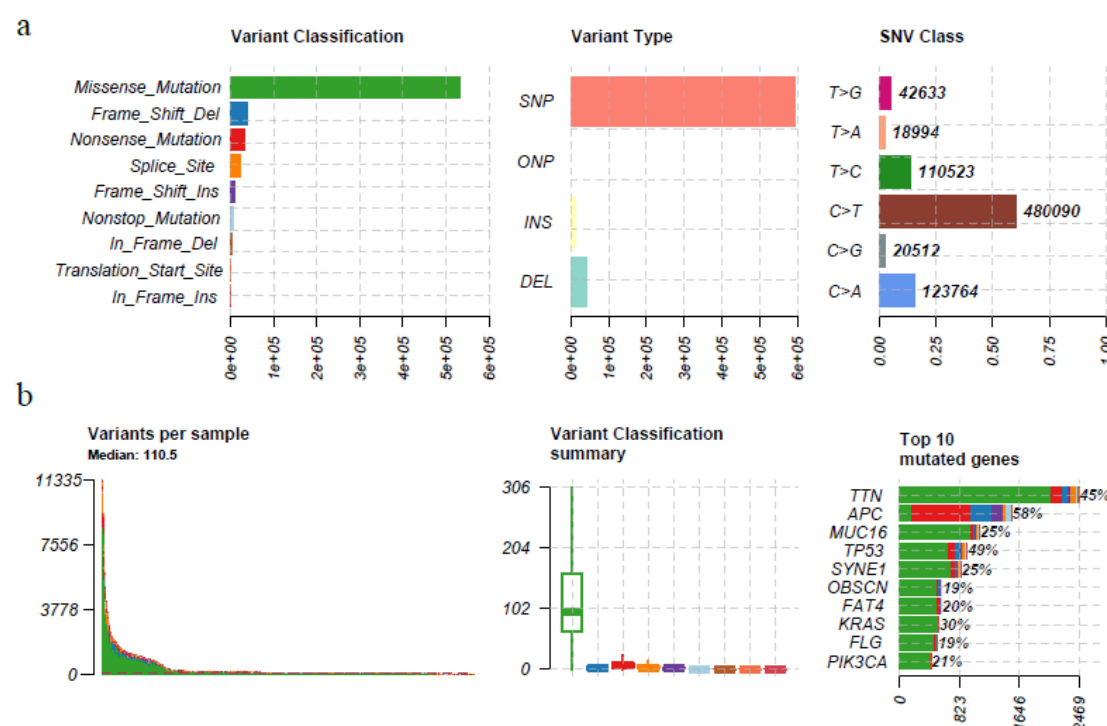 a
Variant Classification
Missense_Mutation
Frame_Shift_Del
Nonsense_Mutation
Splice_Site
Frame_Shift_Ins
Nonstop_Mutation
In_Frame_Del
Translation_Start_Site
In_Frame_Ins
0e+00 1e+05 2e+05 3e+05 4e+05 5e+05 6e+05
Variant Type
SNP
ONP
INS
DEL
0e+00 1e+05 2e+05 3e+05 4e+05 5e+05 6e+05
SNV Class
T>G 42633
T>A 18994
T>C 110523
C>T 480090
C>G 20512
C>A 123764
0.00 0.25 0.50 0.75 1.00
b
Variants per sample
Median: 110.5
11335
7556
3778
0
Variant Classification
summary
306
204
102
0
Top 10
mutated genes
TTN 45%
APC 58%
MUC16 25%
TP53 49%
SYNE1 25%
OBSCN 19%
FAT4 20%
KRAS 30%
FLG 19%
PIK3CA 21%
0 823 1646 2469